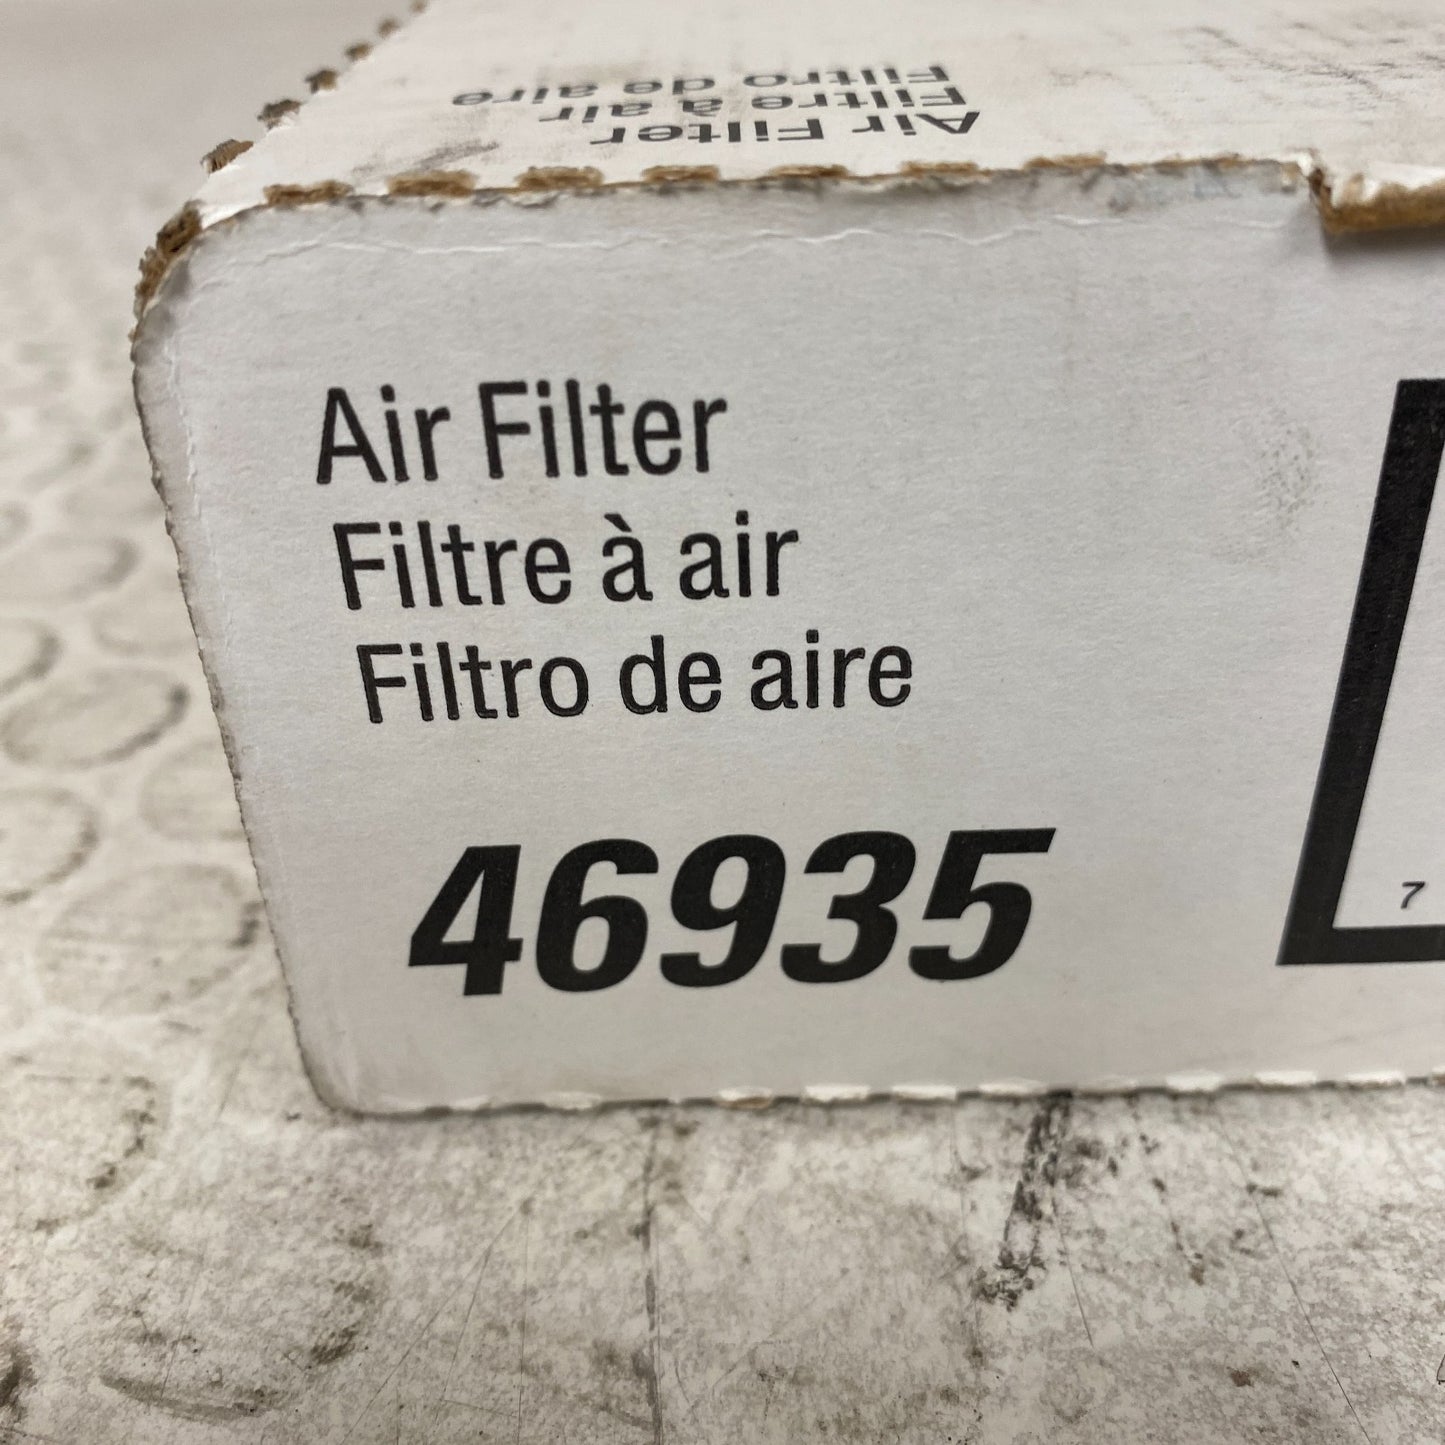 Filtro de aire
Filtre à air
Air Filter
Air Filter
Filtre à air
Filtro de aire
46935
7